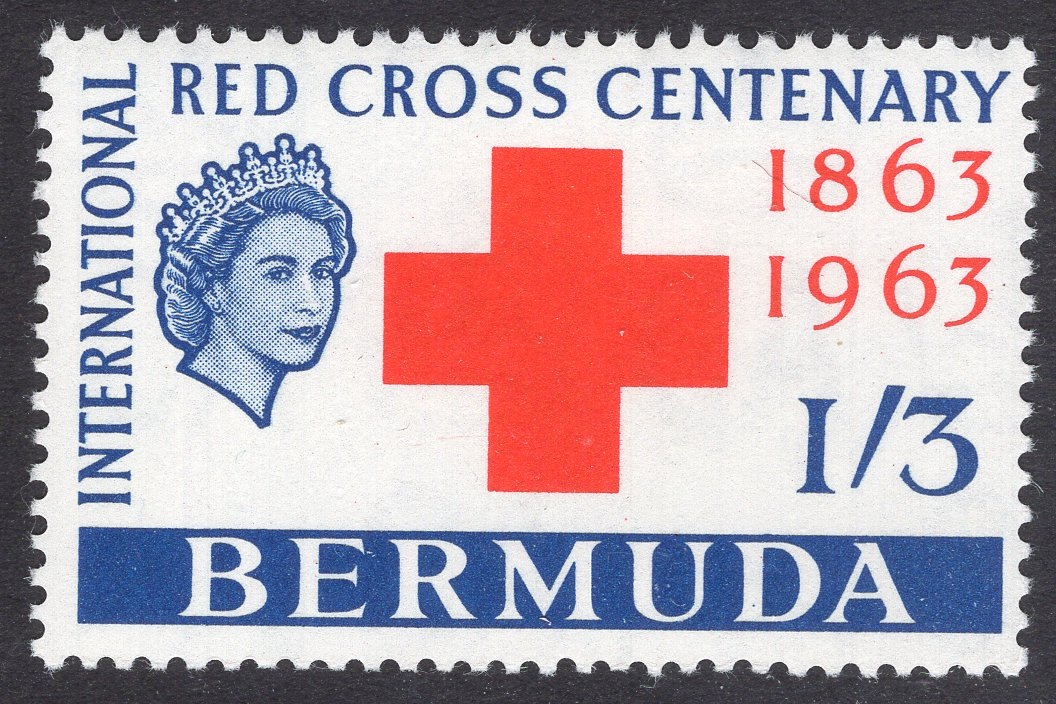 INTERNATIONAL
RED CROSS CENTENARY
1863
1963
1/3
BERMUDA